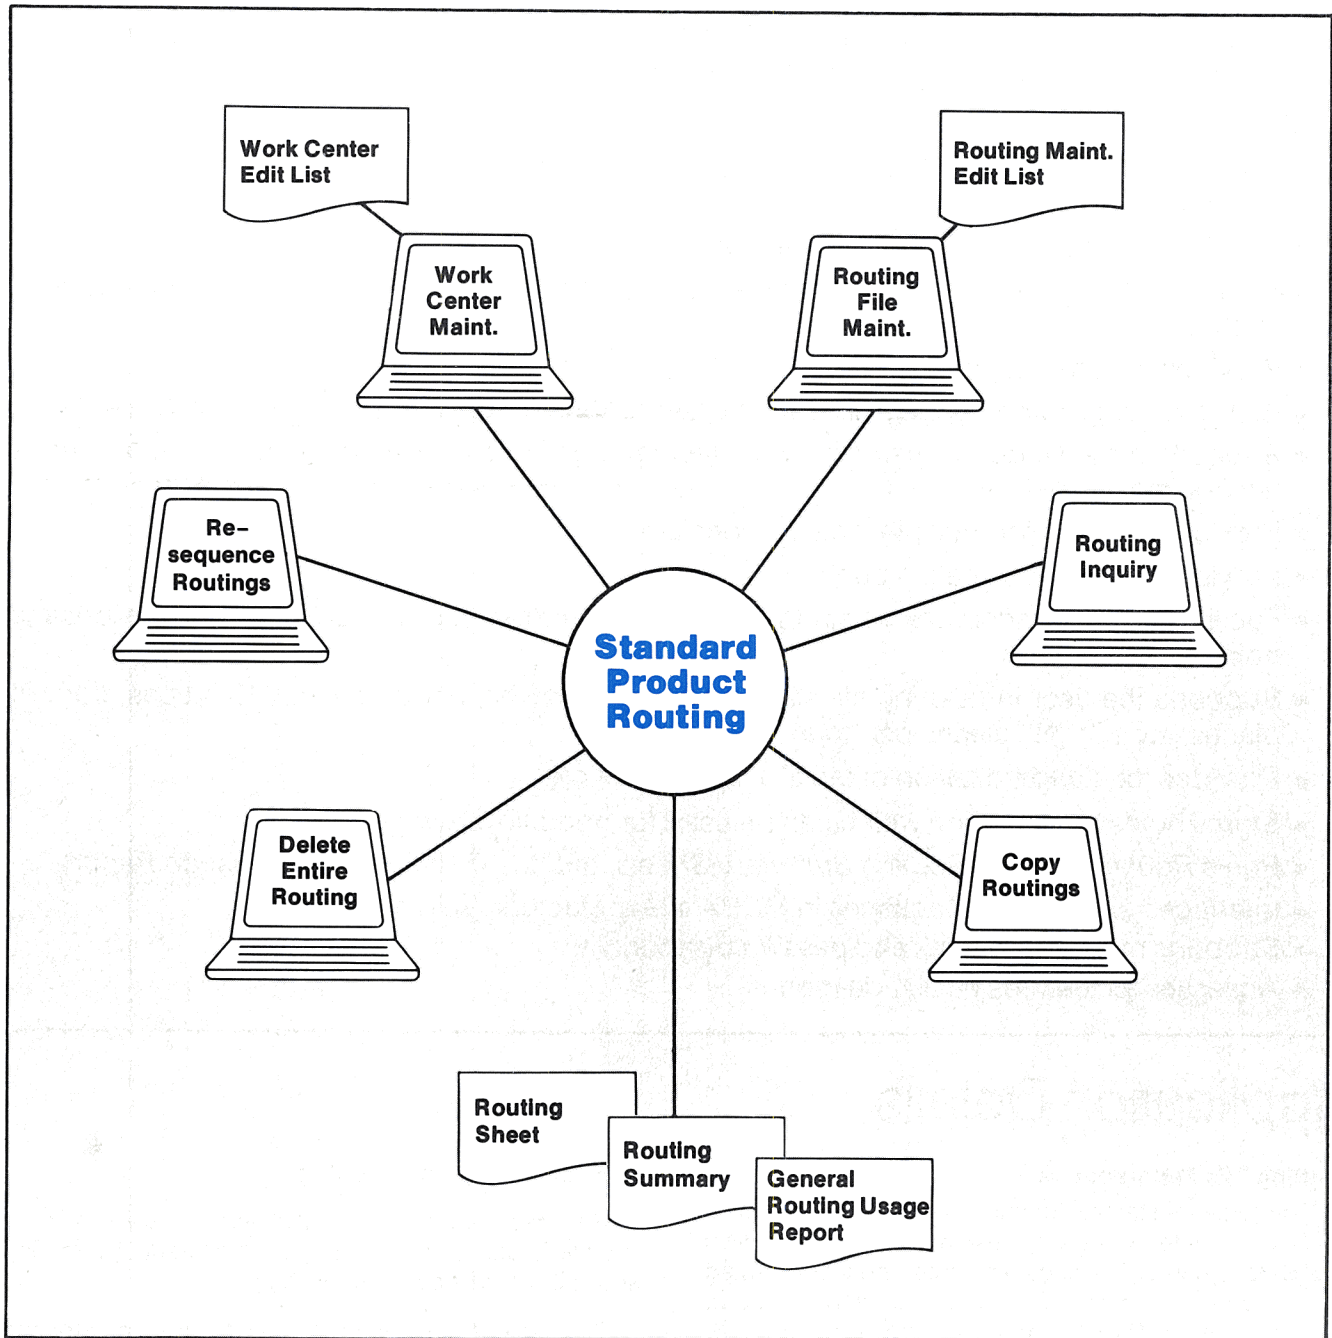 Work Center
Edit List
Routing Maint.
Edit List
Work
Center
Maint.
Routing
File
Maint.
Re-
sequence
Routings
Routing
Inquiry
Standard
Product
Routing
Delete
Entire
Routing
Copy
Routings
Routing
Sheet
Routing
Summary
General
Routing Usage
Report